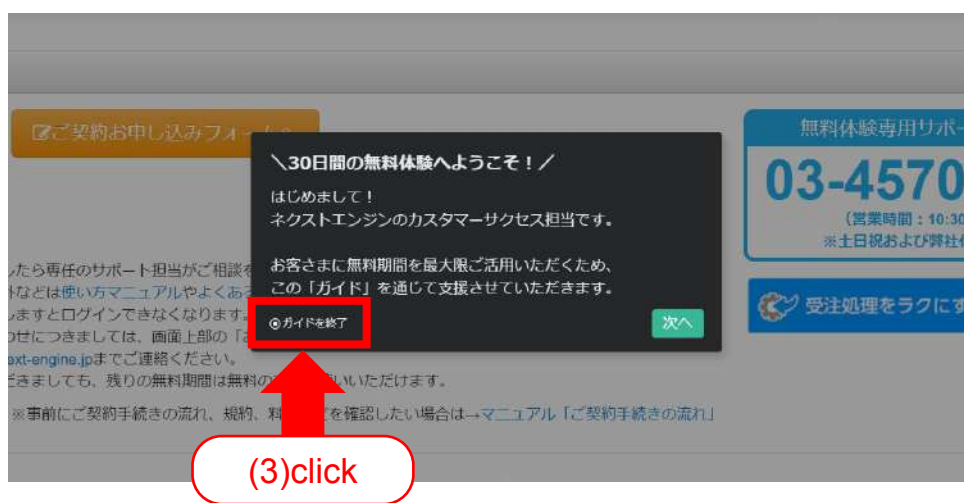 ご契約お申し込みフォー
無料体験専用サポー
03-4570
（営業時間：10:30
※土日祝および弊社
＼30日間の無料体験へようこそ！／
はじめまして！
ネクストエンジンのカスタマーサクセス担当です。
お客さまに無料期間を最大限ご活用いただくため、
この「ガイド」を通じて支援させていただきます。
ガイドを終了
次へ
受注処理をラクにす
したら専任のサポート担当がご相談を
などは使い方マニュアルやよくある
しますとログインできなくなります。
わせにつきましては、画面上部の「お
ext-engine.jpまでご連絡ください。
だきましても、残りの無料期間は無料の いいただけます。
※事前にご契約手続きの流れ、規約、料 を確認したい場合は→マニュアル「ご契約手続きの流れ」
(3)click